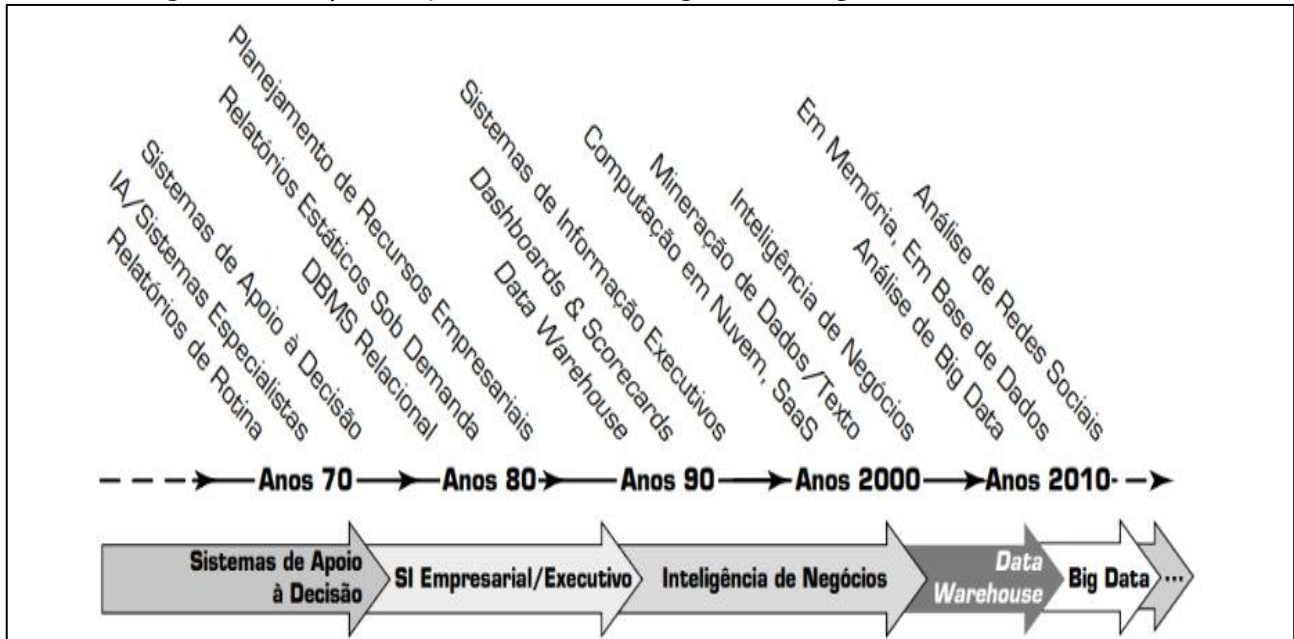 Relatórios de Rotina
IA/Sistemas Especialistas
Sistemas de Apoio à Decisão
DBMS Relacional
Relatórios Estáticos Sob Demanda
Planejamento de Recursos Empresariais
Data Warehouse
Dashboards & Scorecards
Sistemas de Informação Executivos
Computação em Nuvem, SaaS
Mineração de Dados/Texto
Inteligência de Negócios
Análise de Big Data
Em Memória, Em Base de Dados
Análise de Redes Sociais
Anos 70
Anos 80
Anos 90
Anos 2000
Anos 2010
Sistemas de Apoio
à Decisão
SI Empresarial/Executivo
Inteligência de Negócios
Data
Warehouse
Big Data
...